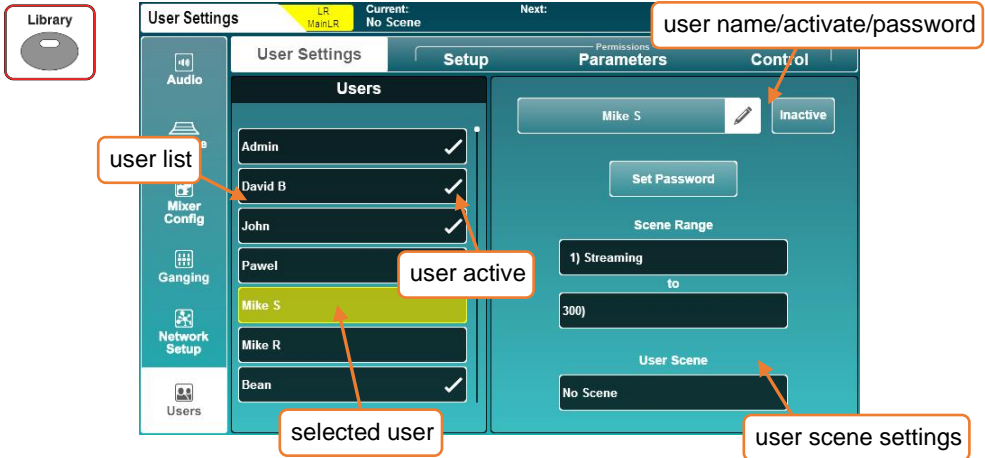 Library
User Settings
LR
MainLR
Current:
No Scene
Next:
user name/activate/password
Audio
Mixer
Config
Ganging
Network
Setup
Users
User Settings
Permissions
Setup
Parameters
Control
Users
Admin
David B
John
Pawel
Mike S
Mike R
Bean
user list
user active
selected user
Mike S
Inactive
Set Password
Scene Range
1) Streaming
to
300)
User Scene
No Scene
user scene settings